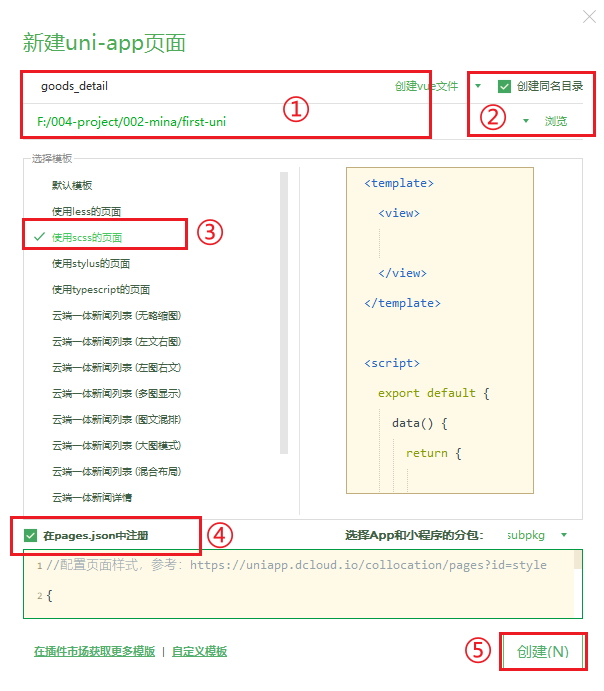 新建uni-app页面
goods_detail 创建vue文件 创建同名目录
① ②
F:/004-project/002-mina/first-uni 浏览
选择模板
默认模板
使用less的页面
使用scss的页面
③
使用stylus的页面
使用typescript的页面
云端一体新闻列表 (无略缩图)
云端一体新闻列表 (左文右图)
云端一体新闻列表 (左图右文)
云端一体新闻列表 (多图显示)
云端一体新闻列表 (图文混排)
云端一体新闻列表 (大图模式)
云端一体新闻列表 (混合布局)
云端一体新闻详情
<template>
<view>
</view>
</template>
<script>
export default {
data() {
return {
在pages.json中注册 ④ 选择App和小程序的分包: subpkg
1 //配置页面样式，参考：https://uniapp.dcloud.io/collocation/pages?id=style
2 {
在插件市场获取更多模版 | 自定义模板 ⑤ 创建(N)